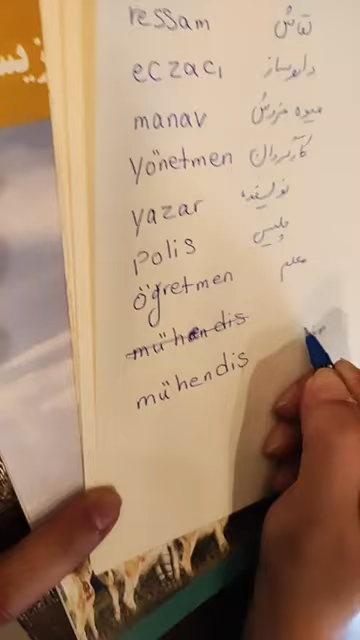 ressam نقاش
eczacı داروساز
manav میوه فروش
yönetmen کارگردان
yazar نویسنده
polis پلیس
öğretmen معلم
mühendis
mühendis